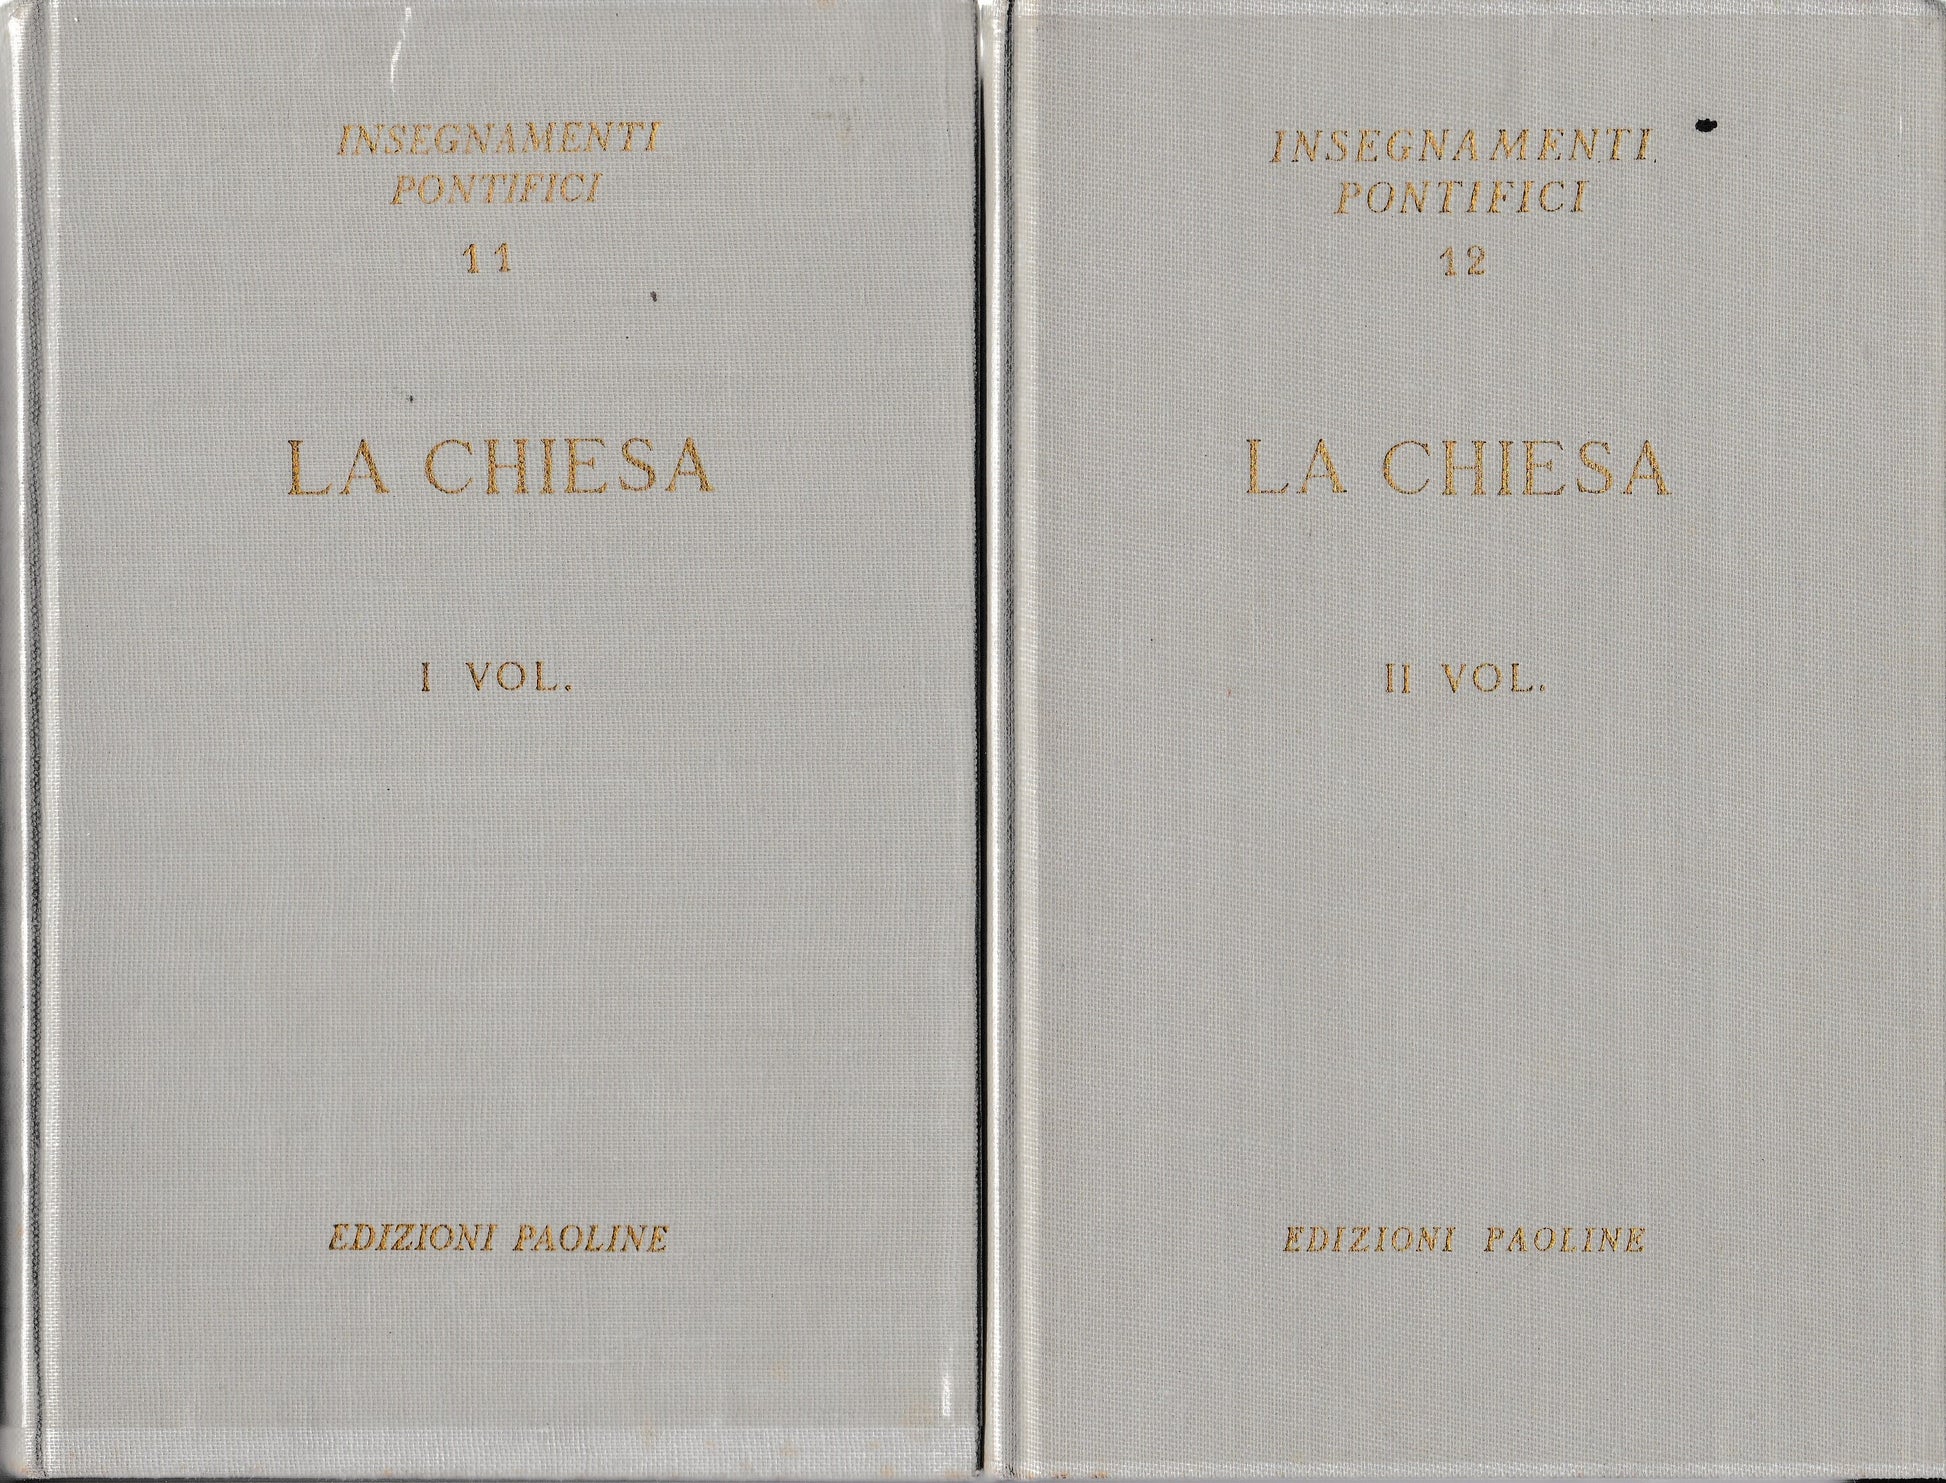 INSEGNAMENTI
PONTIFICI
11
LA CHIESA
I VOL.
EDIZIONI PAOLINE
INSEGNAMENTI
PONTIFICI
12
LA CHIESA
II VOL.
EDIZIONI PAOLINE